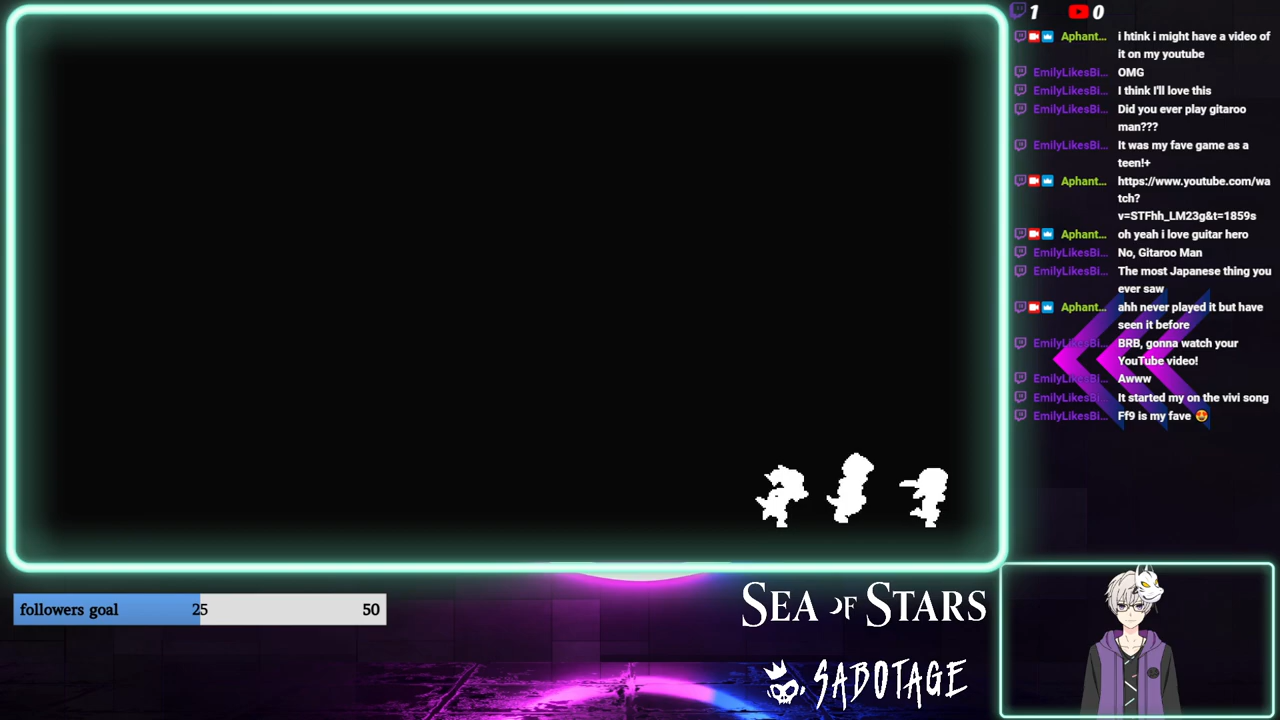 1
0
Aphant... i htink i might have a video of
it on my youtube
EmilyLikesBi... OMG
EmilyLikesBi... I think I'll love this
EmilyLikesBi... Did you ever play gitaroo
man???
EmilyLikesBi... It was my fave game as a
teen!+
Aphant... https://www.youtube.com/wa
tch?
v=STFhh_LM23g&t=1859s
Aphant... oh yeah i love guitar hero
EmilyLikesBi... No, Gitaroo Man
EmilyLikesBi... The most Japanese thing you
ever saw
Aphant... ahh never played it but have
seen it before
EmilyLikesBi... BRB, gonna watch your
YouTube video!
EmilyLikesBi... Awww
EmilyLikesBi... It started my on the vivi song
EmilyLikesBi... Ff9 is my fave 😍
followers goal 25 50
SEA OF STARS
SABOTAGE